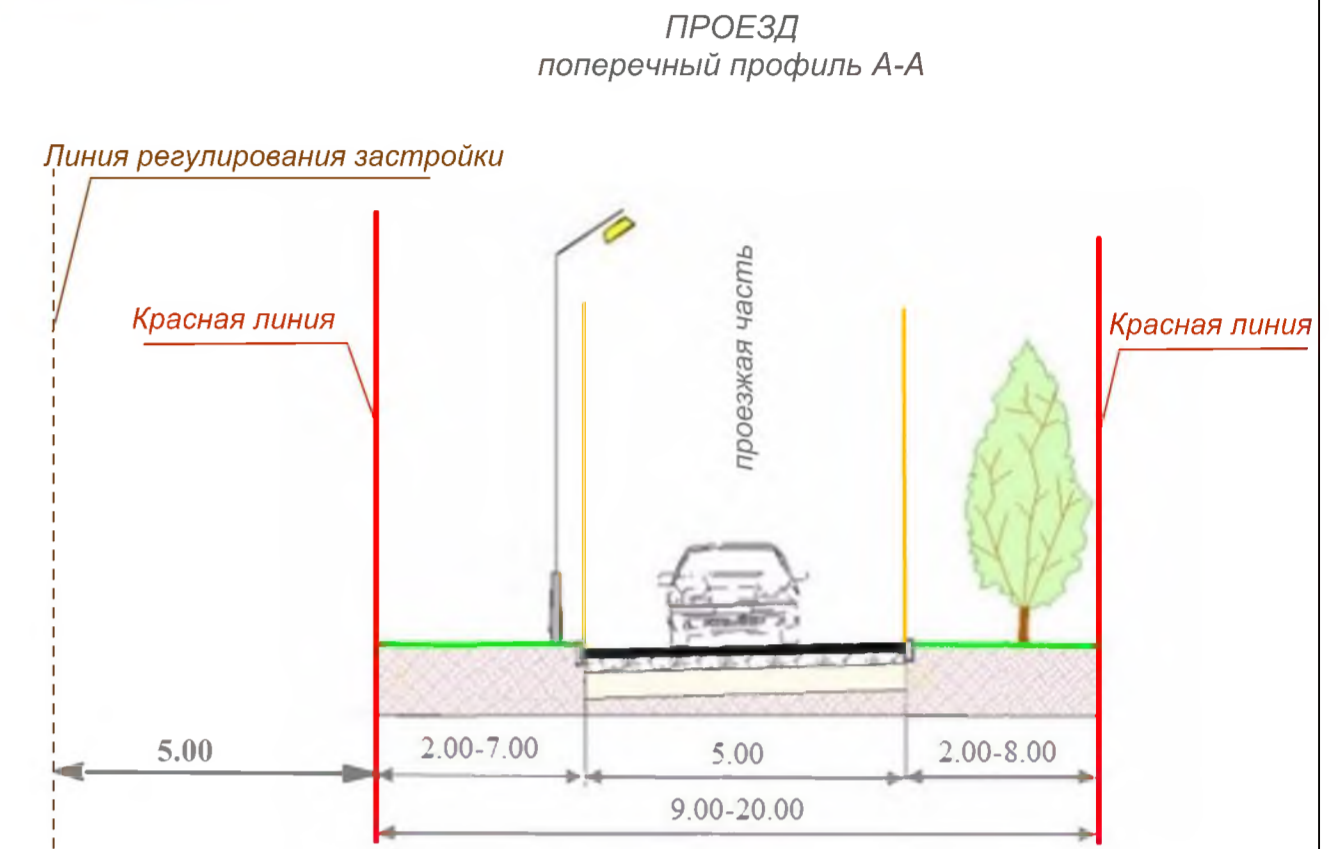 ПРОЕЗД
поперечный профиль А-А
Линия регулирования застройки
Красная линия
проезжая часть
Красная линия
5.00
2.00-7.00
5.00
2.00-8.00
9.00-20.00